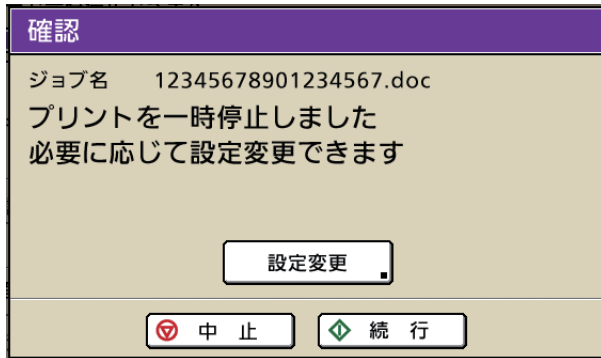 確認
ジョブ名 12345678901234567.doc
プリントを一時停止しました
必要に応じて設定変更できます
設定変更
中 止 続 行